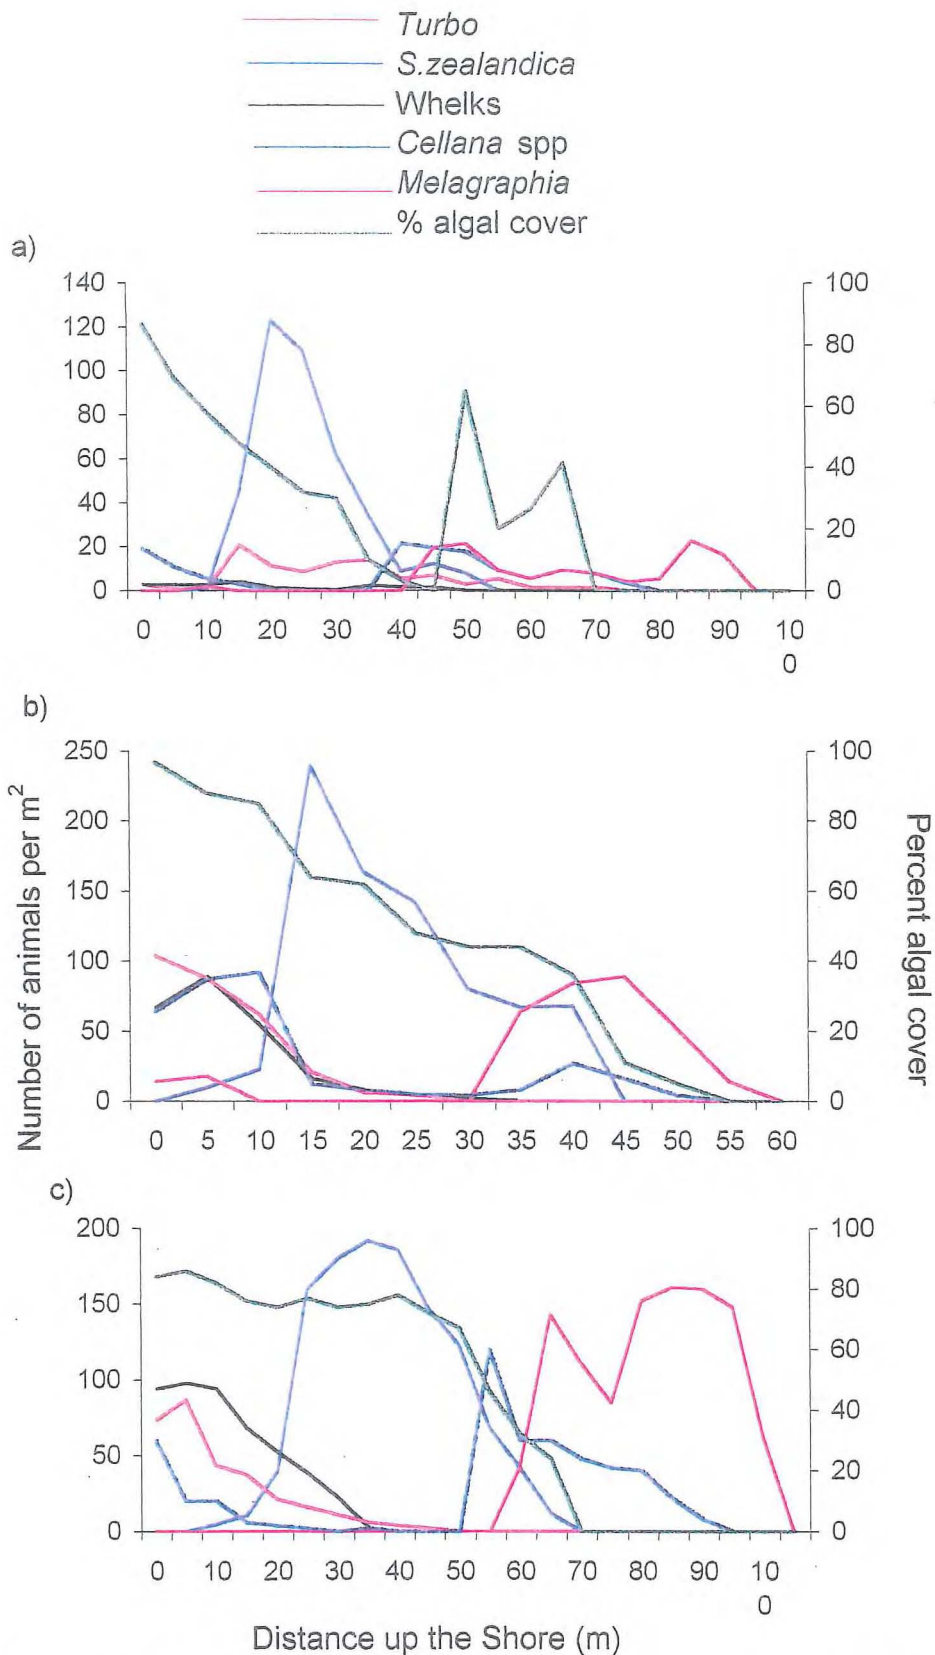 Turbo
S.zealandica
Whelks
Cellana spp
Melagraphia
% algal cover
a)
140
120
100
80
60
40
20
0
100
80
60
40
20
0
0 10 20 30 40 50 60 70 80 90 10
0
b)
250
200
150
100
50
0
100
80
60
40
20
0
0 5 10 15 20 25 30 35 40 45 50 55 60
Number of animals per m²
Percent algal cover
c)
200
150
100
50
0
100
80
60
40
20
0
0 10 20 30 40 50 60 70 80 90 10
0
Distance up the Shore (m)